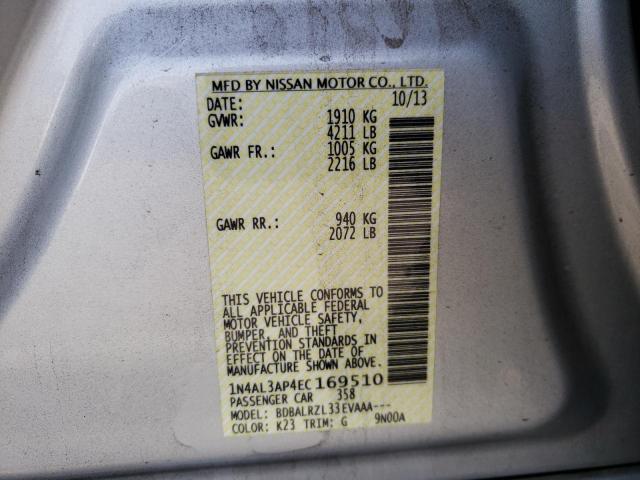 MFD BY NISSAN MOTOR CO., LTD.
DATE: 10/13
GVWR: 1910 KG
4211 LB
GAWR FR.: 1005 KG
2216 LB
GAWR RR.: 940 KG
2072 LB
THIS VEHICLE CONFORMS TO
ALL APPLICABLE FEDERAL
MOTOR VEHICLE SAFETY,
BUMPER, AND THEFT
PREVENTION STANDARDS IN
EFFECT ON THE DATE OF
MANUFACTURE SHOWN ABOVE.
1N4AL3AP4EC169510
PASSENGER CAR 358
MODEL: BDBALRZL33EVAAA---
COLOR: K23 TRIM: G 9N00A